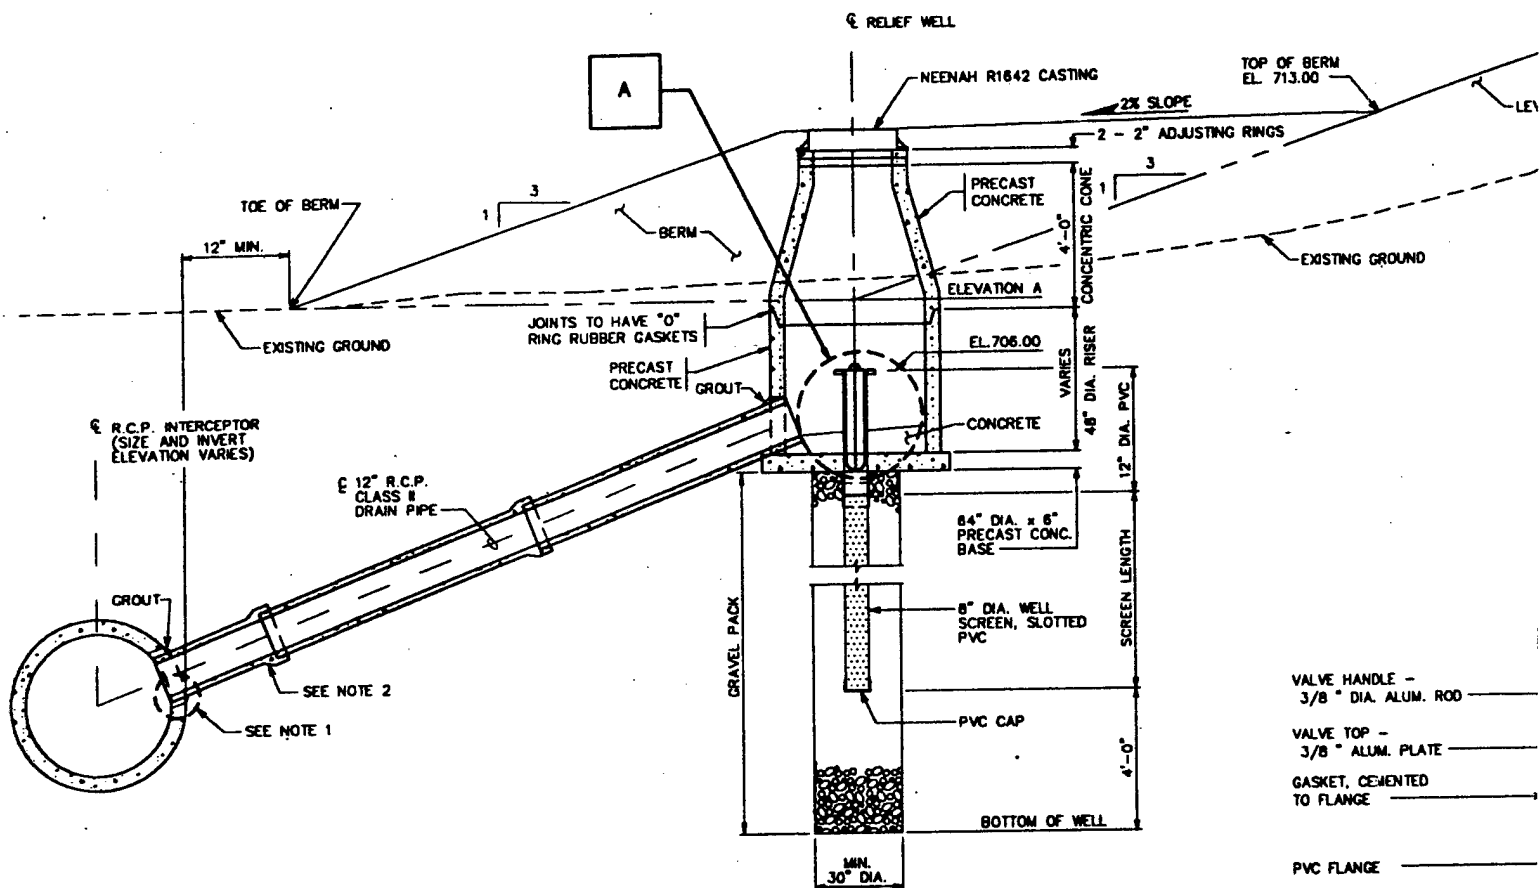 ℄ RELIEF WELL
A
NEENAH R1642 CASTING
TOP OF BERM
EL. 713.00
2% SLOPE
2 - 2" ADJUSTING RINGS
3
1
3
1
PRECAST
CONCRETE
4'-0"
CONCENTRIC CONE
TOE OF BERM
BERM
12" MIN.
EXISTING GROUND
ELEVATION A
EXISTING GROUND
JOINTS TO HAVE "O"
RING RUBBER GASKETS
EL.706.00
PRECAST
CONCRETE
GROUT
VARIES
48" DIA. RISER
12" DIA. PVC
CONCRETE
℄ R.C.P. INTERCEPTOR
(SIZE AND INVERT
ELEVATION VARIES)
℄ 12" R.C.P.
CLASS II
DRAIN PIPE
64" DIA. x 6"
PRECAST CONC.
BASE
SCREEN LENGTH
GRAVEL PACK
8" DIA. WELL
SCREEN, SLOTTED
PVC
GROUT
SEE NOTE 2
SEE NOTE 1
PVC CAP
4'-0"
BOTTOM OF WELL
MIN.
30" DIA.
VALVE HANDLE -
3/8 " DIA. ALUM. ROD
VALVE TOP -
3/8 " ALUM. PLATE
GASKET, CEMENTED
TO FLANGE
PVC FLANGE